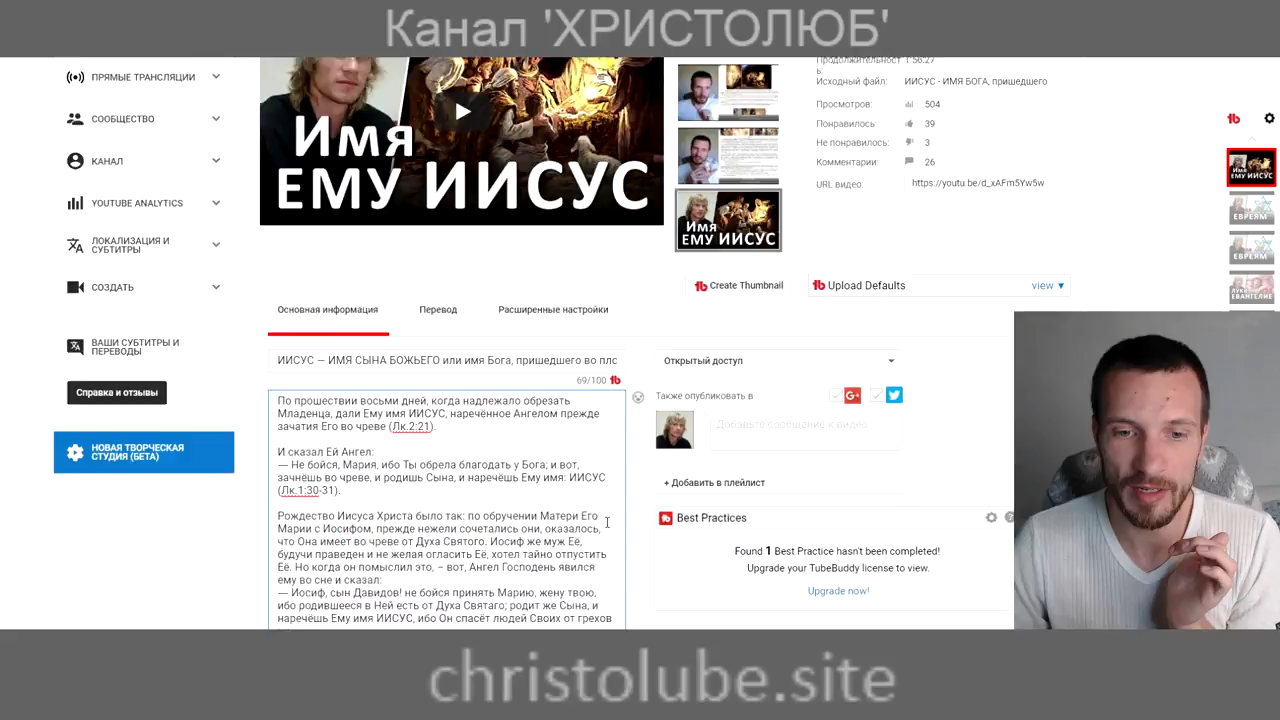 Канал 'ХРИСТОЛЮБ'
ПРЯМЫЕ ТРАНСЛЯЦИИ
СООБЩЕСТВО
КАНАЛ
YOUTUBE ANALYTICS
ЛОКАЛИЗАЦИЯ И
СУБТИТРЫ
СОЗДАТЬ
ВАШИ СУБТИТРЫ И
ПЕРЕВОДЫ
Справка и отзывы
НОВАЯ ТВОРЧЕСКАЯ
СТУДИЯ (БЕТА)
Имя
ЕМУ ИИСУС
Имя
ЕМУ ИИСУС
Продолжительност
ь:
1:56:27
Исходный файл: ИИСУС - ИМЯ БОГА, пришедшего
Просмотров: 504
Понравилось 39
Не понравилось: 3
Комментарии: 26
URL видео: https://youtu.be/d_xAFm5Yw5w
Create Thumbnail
Upload Defaults view ▼
Основная информация Перевод Расширенные настройки
ИИСУС — ИМЯ СЫНА БОЖЬЕГО или имя Бога, пришедшего во плс
69/100
По прошествии восьми дней, когда надлежало обрезать
Младенца, дали Ему имя ИИСУС, наречённое Ангелом прежде
зачатия Его во чреве (Лк.2:21).
И сказал Ей Ангел:
— Не бойся, Мария, ибо Ты обрела благодать у Бога; и вот,
зачнёшь во чреве, и родишь Сына, и наречёшь Ему имя: ИИСУС
(Лк.1:30-31).
Рождество Иисуса Христа было так: по обручении Матери Его
Марии с Иосифом, прежде нежели сочетались они, оказалось,
что Она имеет во чреве от Духа Святого. Иосиф же муж Её,
будучи праведен и не желая огласить Её, хотел тайно отпустить
Её. Но когда он помыслил это, – вот, Ангел Господень явился
ему во сне и сказал:
— Иосиф, сын Давидов! не бойся принять Марию, жену твою,
ибо родившееся в Ней есть от Духа Святаго; родит же Сына, и
наречёшь Ему имя ИИСУС, ибо Он спасёт людей Своих от грехов
Открытый доступ
Также опубликовать в
Добавьте сообщение к видео
+ Добавить в плейлист
Best Practices
Found 1 Best Practice hasn't been completed!
Upgrade your TubeBuddy license to view.
Upgrade now!
ЕМУ ИИСУС
ЕВРЕЯМ
ЕВРЕЯМ
ЕВАНГЕЛИЕ
christolube.site